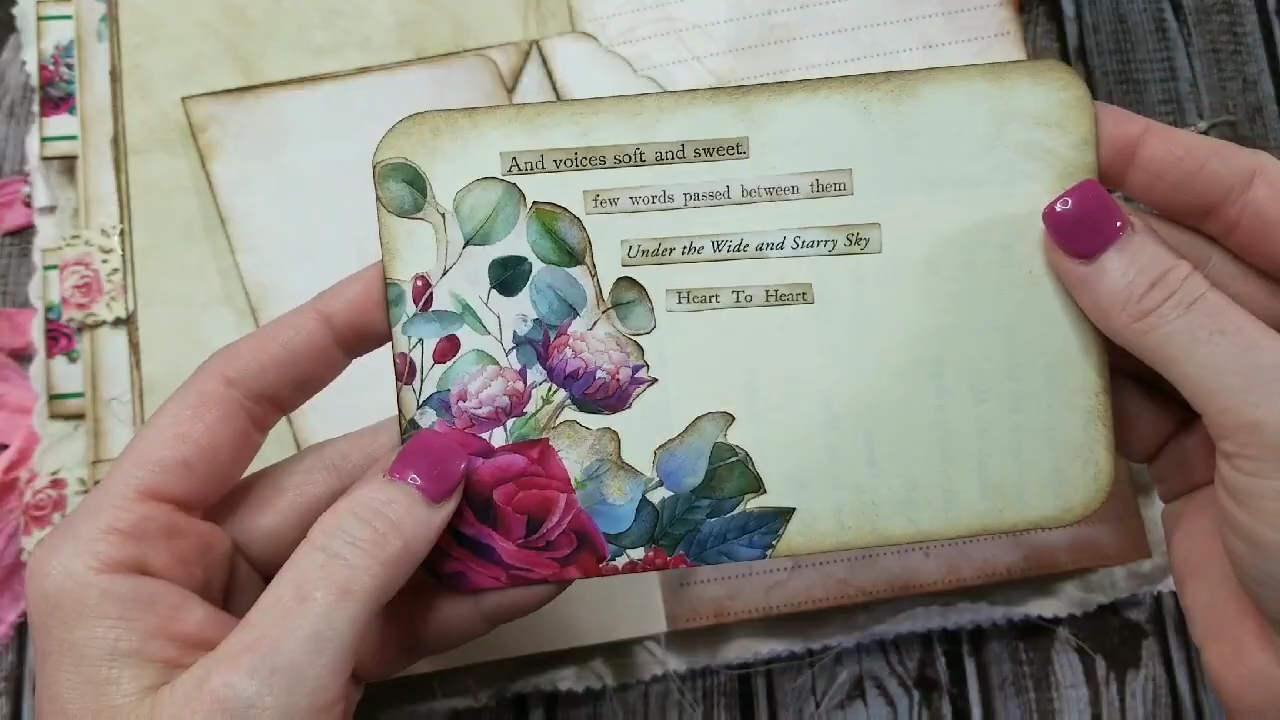 And voices soft and sweet.
few words passed between them
Under the Wide and Starry Sky
Heart To Heart